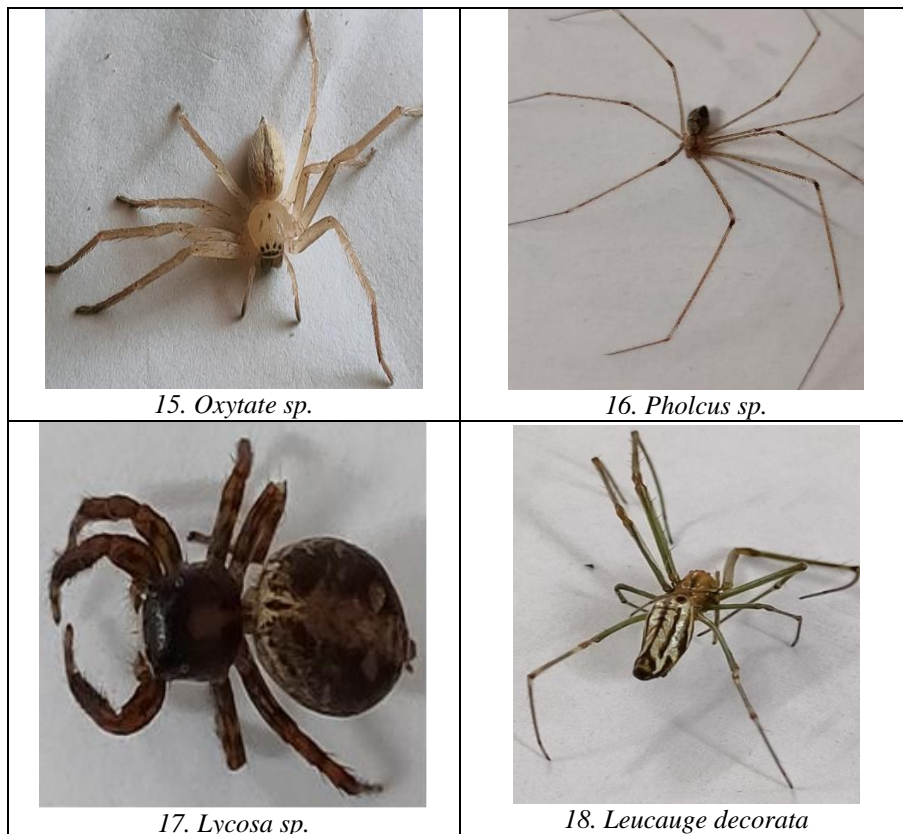 15. Oxytate sp.
16. Pholcus sp.
17. Lycosa sp.
18. Leucauge decorata